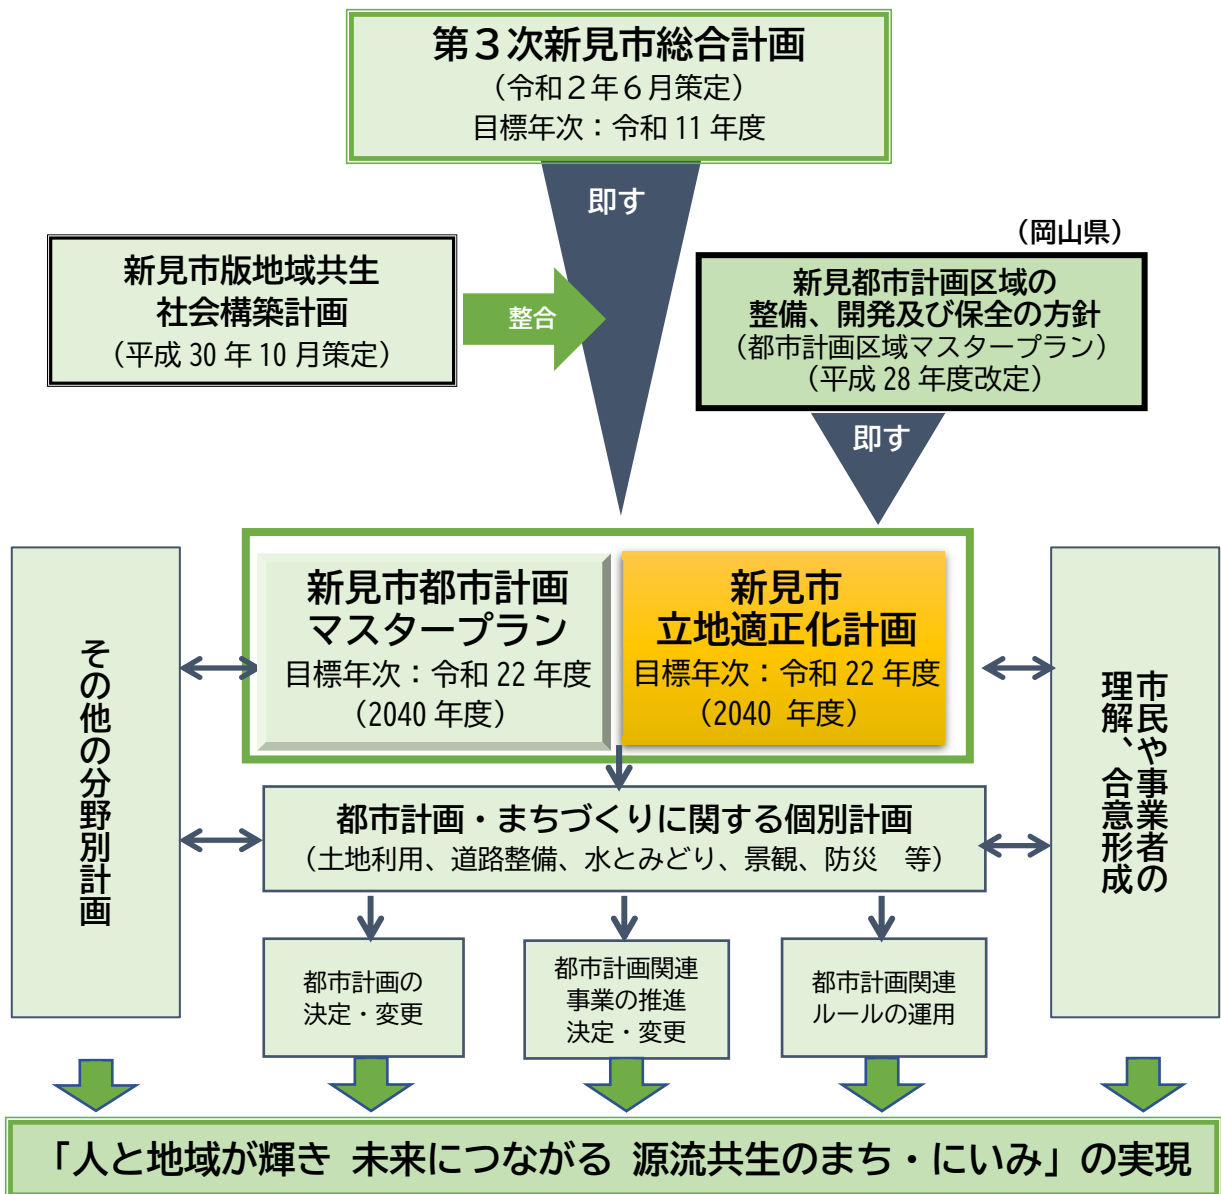 第３次新見市総合計画
（令和２年６月策定）
目標年次：令和 11 年度
即す
（岡山県）
新見市版地域共生
社会構築計画
（平成 30 年 10 月策定）
整合
新見都市計画区域の
整備、開発及び保全の方針
（都市計画区域マスタープラン）
（平成 28 年度改定）
即す
その他の分野別計画
新見市都市計画
マスタープラン
目標年次：令和 22 年度
（2040 年度）
新見市
立地適正化計画
目標年次：令和 22 年度
（2040 年度）
市民や事業者の
理解、合意形成
都市計画・まちづくりに関する個別計画
（土地利用、道路整備、水とみどり、景観、防災　等）
都市計画の
決定・変更
都市計画関連
事業の推進
決定・変更
都市計画関連
ルールの運用
「人と地域が輝き 未来につながる 源流共生のまち・にいみ」の実現